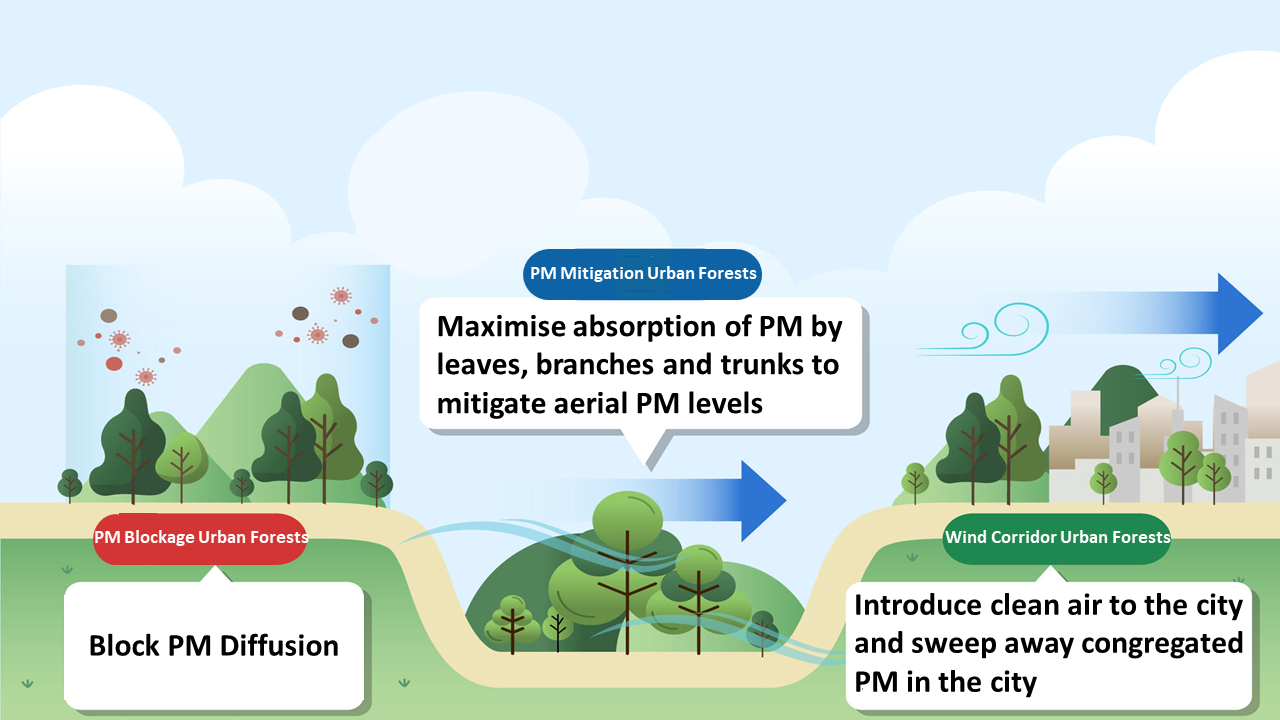 PM Mitigation Urban Forests
Maximise absorption of PM by
leaves, branches and trunks to
mitigate aerial PM levels
PM Blockage Urban Forests
Block PM Diffusion
Wind Corridor Urban Forests
Introduce clean air to the city
and sweep away congregated
PM in the city